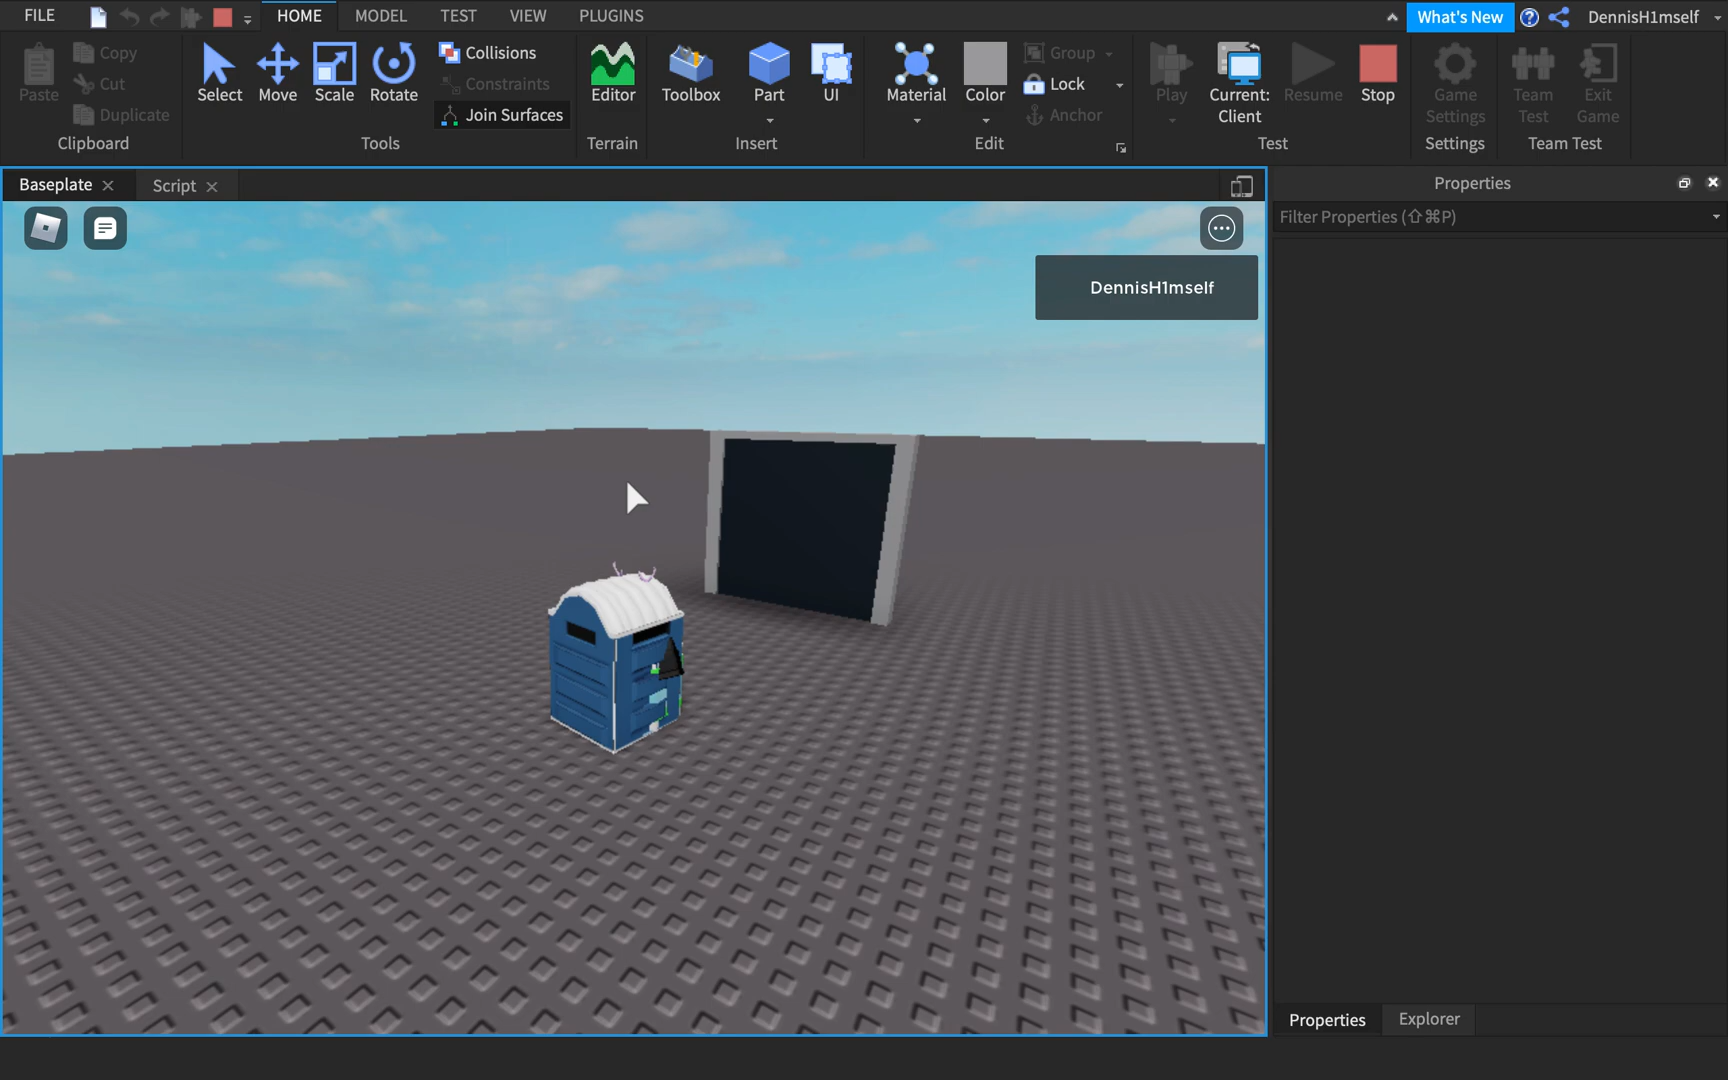 FILE HOME MODEL TEST VIEW PLUGINS What's New DennisH1mself
Paste Copy Cut Duplicate
Clipboard
Select Move Scale Rotate Collisions Constraints Join Surfaces
Tools
Editor
Terrain
Toolbox Part UI
Insert
Material Color Group Lock Anchor
Edit
Play Current: Client Resume Stop
Test
Game Settings
Settings
Team Test Exit Game
Team Test
Baseplate Script
Properties
Filter Properties (⇧⌘P)
DennisH1mself
Properties Explorer